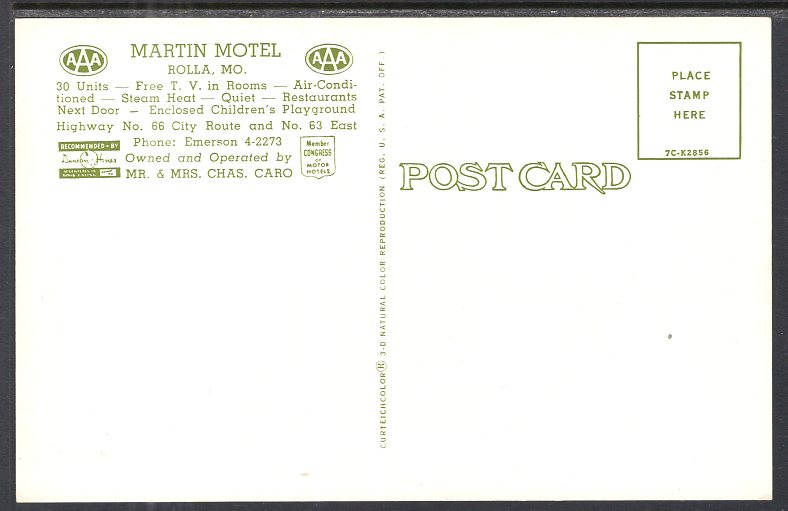 AAA
MARTIN MOTEL
AAA
ROLLA, MO.
30 Units — Free T. V. in Rooms — Air-Condi-
tioned — Steam Heat — Quiet — Restaurants
Next Door — Enclosed Children's Playground
Highway No. 66 City Route and No. 63 East
Phone: Emerson 4-2273
RECOMMENDED • BY
Duncan Hines
Owned and Operated by
MR. & MRS. CHAS. CARO
Member
CONGRESS
OF
MOTOR
HOTELS
CURTEICHCOLOR® 3-D NATURAL COLOR REPRODUCTION (REG. U. S. A. PAT. OFF.)
POST CARD
PLACE
STAMP
HERE
7C-K2856